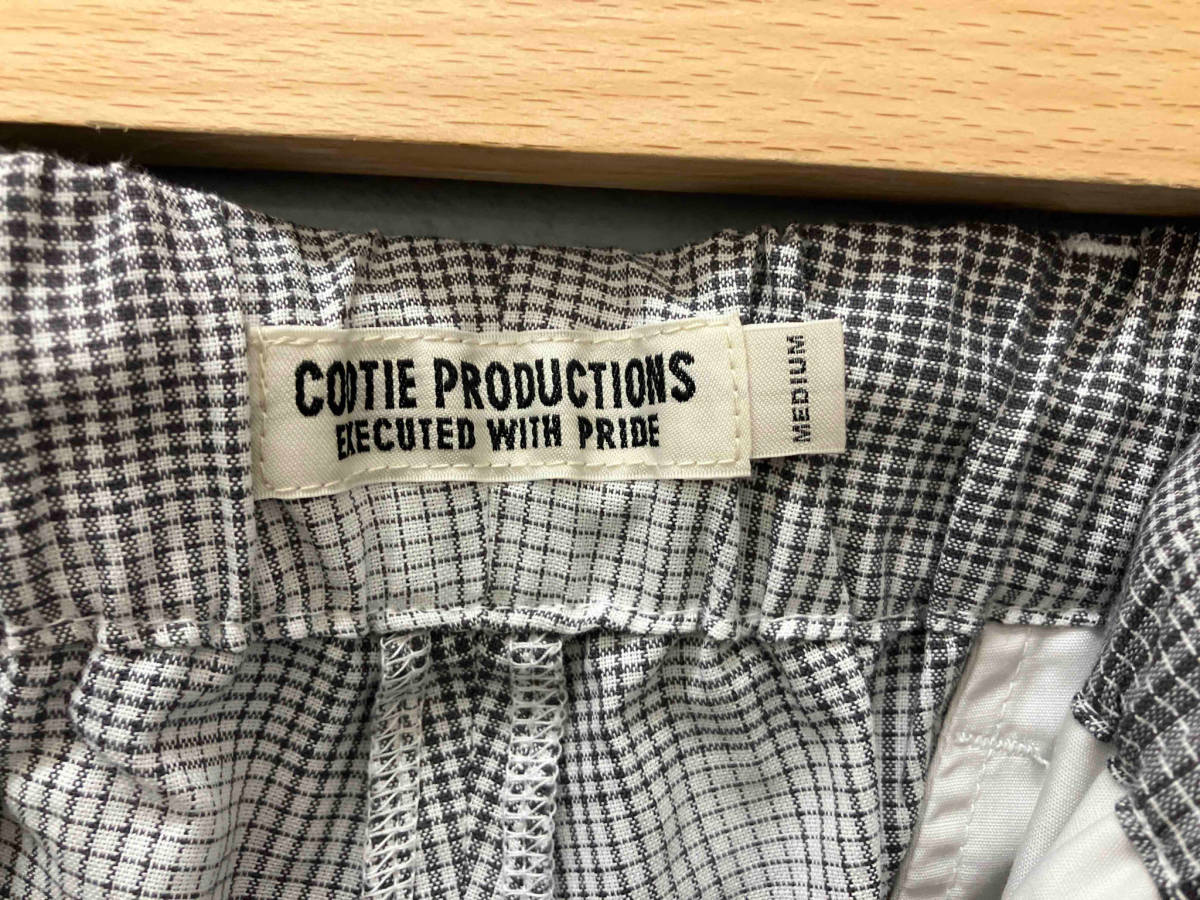 COOTIE PRODUCTIONS
EXECUTED WITH PRIDE
MEDIUM